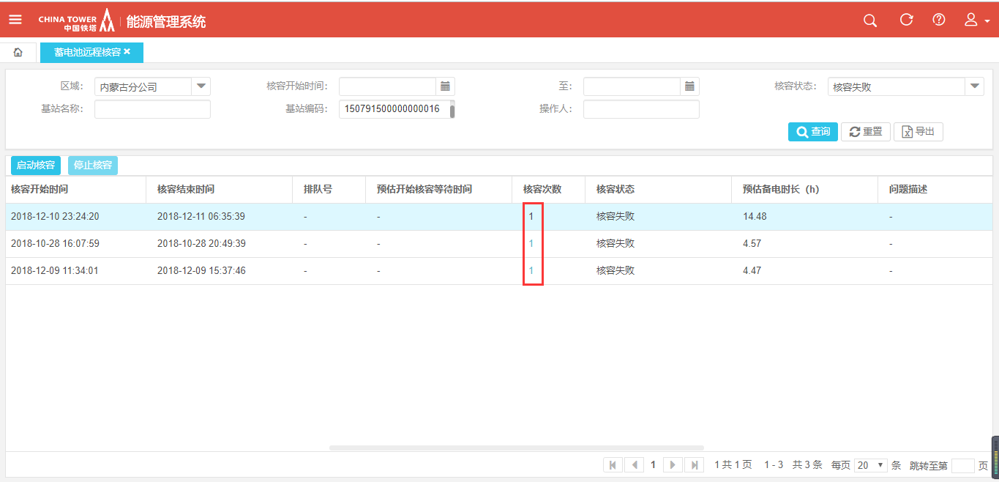 CHINA TOWER
中国铁塔
能源管理系统
蓄电池远程核容 ×
区域: 内蒙古分公司 核容开始时间: 至: 核容状态: 核容失败
基站名称: 基站编码: 150791500000000016 操作人:
查询 重置 导出
启动核容 停止核容
核容开始时间 核容结束时间 排队号 预估开始核容等待时间 核容次数 核容状态 预估备电时长（h） 问题描述
2018-12-10 23:24:20 2018-12-11 06:35:39 - - 1 核容失败 14.48 -
2018-10-28 16:07:59 2018-10-28 20:49:39 - - 1 核容失败 4.57 -
2018-12-09 11:34:01 2018-12-09 15:37:46 - - 1 核容失败 4.47 -
1 1 共 1 页 1 - 3 共 3 条 每页 20 条 跳转至第 页